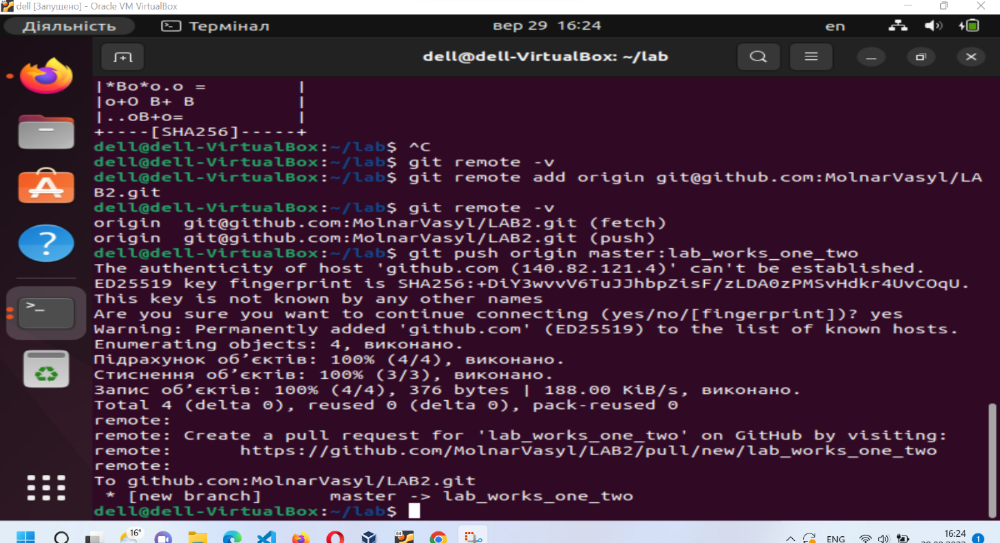 dell [Запущено] - Oracle VM VirtualBox
Діяльність Термінал вер 29 16:24 en
dell@dell-VirtualBox: ~/lab
|*Bo*o.o = |
|o+O B+ B |
|..oB+o= |
+----[SHA256]-----+
dell@dell-VirtualBox:~/lab$ ^C
dell@dell-VirtualBox:~/lab$ git remote -v
dell@dell-VirtualBox:~/lab$ git remote add origin git@github.com:MolnarVasyl/LA
B2.git
dell@dell-VirtualBox:~/lab$ git remote -v
origin git@github.com:MolnarVasyl/LAB2.git (fetch)
origin git@github.com:MolnarVasyl/LAB2.git (push)
dell@dell-VirtualBox:~/lab$ git push origin master:lab_works_one_two
The authenticity of host 'github.com (140.82.121.4)' can't be established.
ED25519 key fingerprint is SHA256:+DiY3wvvV6TuJJhbpZisF/zLDA0zPMSvHdkr4UvCOqU.
This key is not known by any other names
Are you sure you want to continue connecting (yes/no/[fingerprint])? yes
Warning: Permanently added 'github.com' (ED25519) to the list of known hosts.
Enumerating objects: 4, виконано.
Підрахунок об’єктів: 100% (4/4), виконано.
Стиснення об’єктів: 100% (3/3), виконано.
Запис об’єктів: 100% (4/4), 376 bytes | 188.00 KiB/s, виконано.
Total 4 (delta 0), reused 0 (delta 0), pack-reused 0
remote:
remote: Create a pull request for 'lab_works_one_two' on GitHub by visiting:
remote: https://github.com/MolnarVasyl/LAB2/pull/new/lab_works_one_two
remote:
To github.com:MolnarVasyl/LAB2.git
* [new branch] master -> lab_works_one_two
dell@dell-VirtualBox:~/lab$
16° ENG 16:24 1